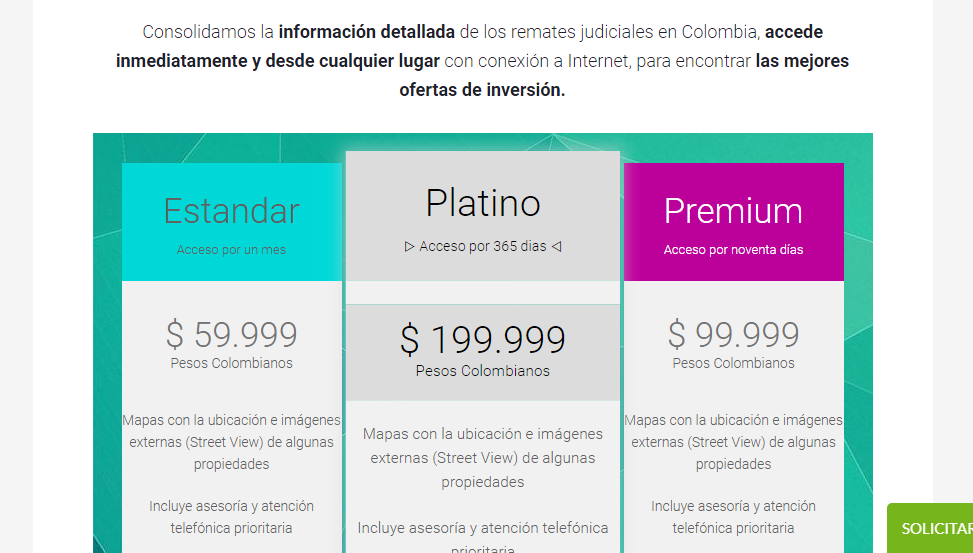 Consolidamos la información detallada de los remates judiciales en Colombia, accede
inmediatamente y desde cualquier lugar con conexión a Internet, para encontrar las mejores
ofertas de inversión.
Estandar
Acceso por un mes
$ 59.999
Pesos Colombianos
Mapas con la ubicación e imágenes
externas (Street View) de algunas
propiedades
Incluye asesoría y atención
telefónica prioritaria
Platino
▷ Acceso por 365 dias ◁
$ 199.999
Pesos Colombianos
Mapas con la ubicación e imágenes
externas (Street View) de algunas
propiedades
Incluye asesoría y atención telefónica
prioritaria
Premium
Acceso por noventa días
$ 99.999
Pesos Colombianos
Mapas con la ubicación e imágenes
externas (Street View) de algunas
propiedades
Incluye asesoría y atención
telefónica prioritaria
SOLICITAR